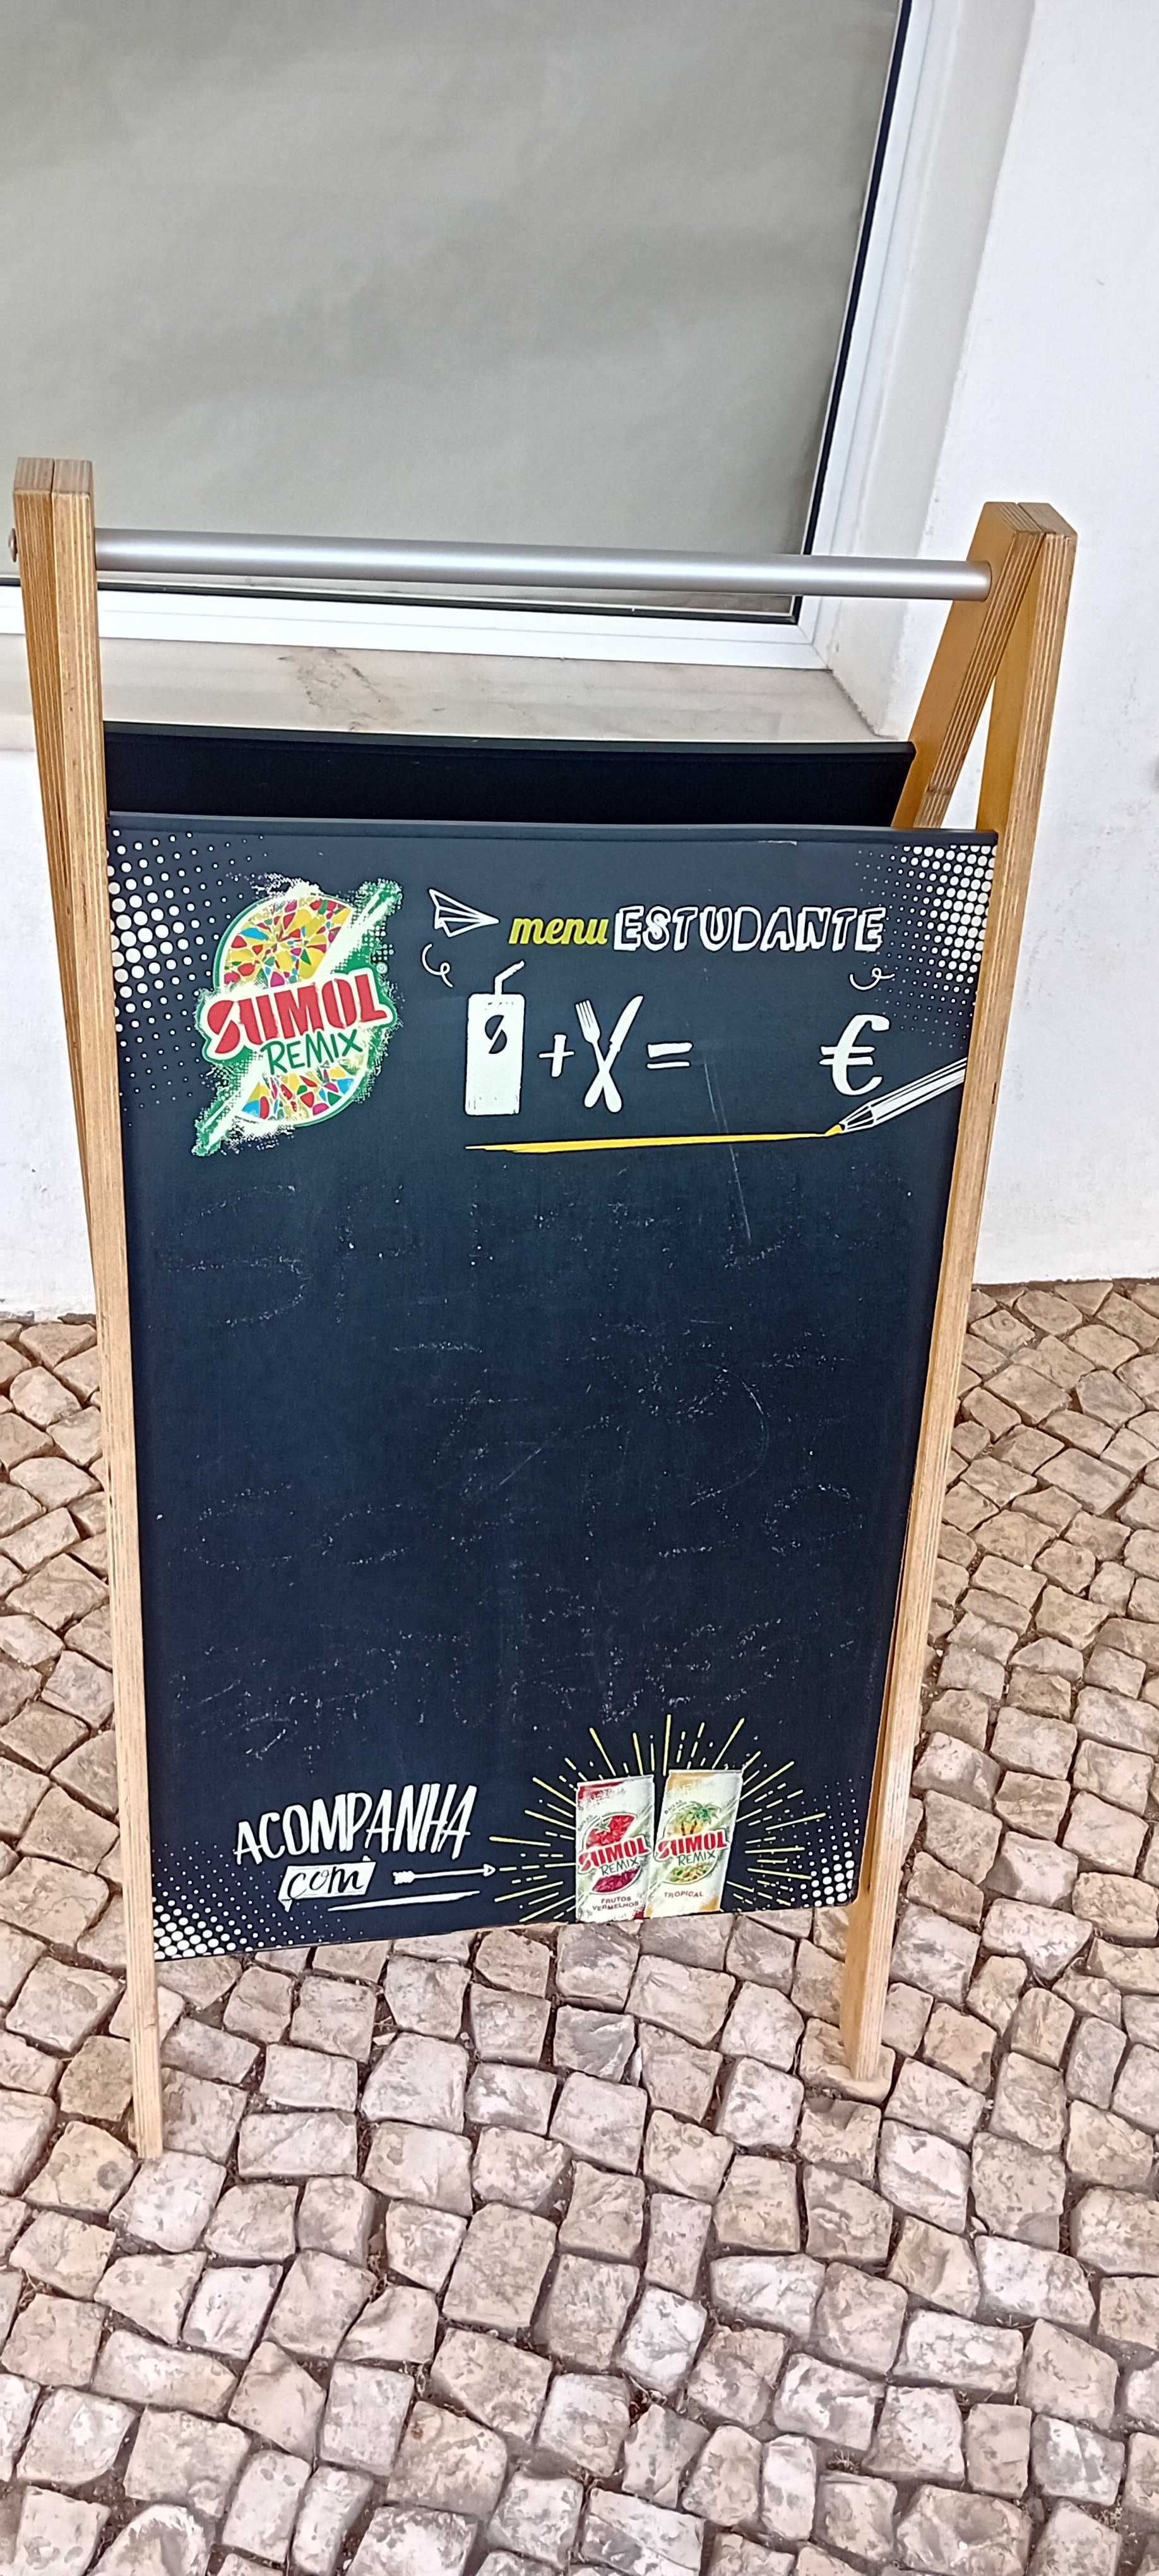 SUMOL
REMIX
menu ESTUDANTE
+ = €
ACOMPANHA
com
SUMOL
REMIX
FRUTOS
VERMELHOS
SUMOL
REMIX
TROPICAL